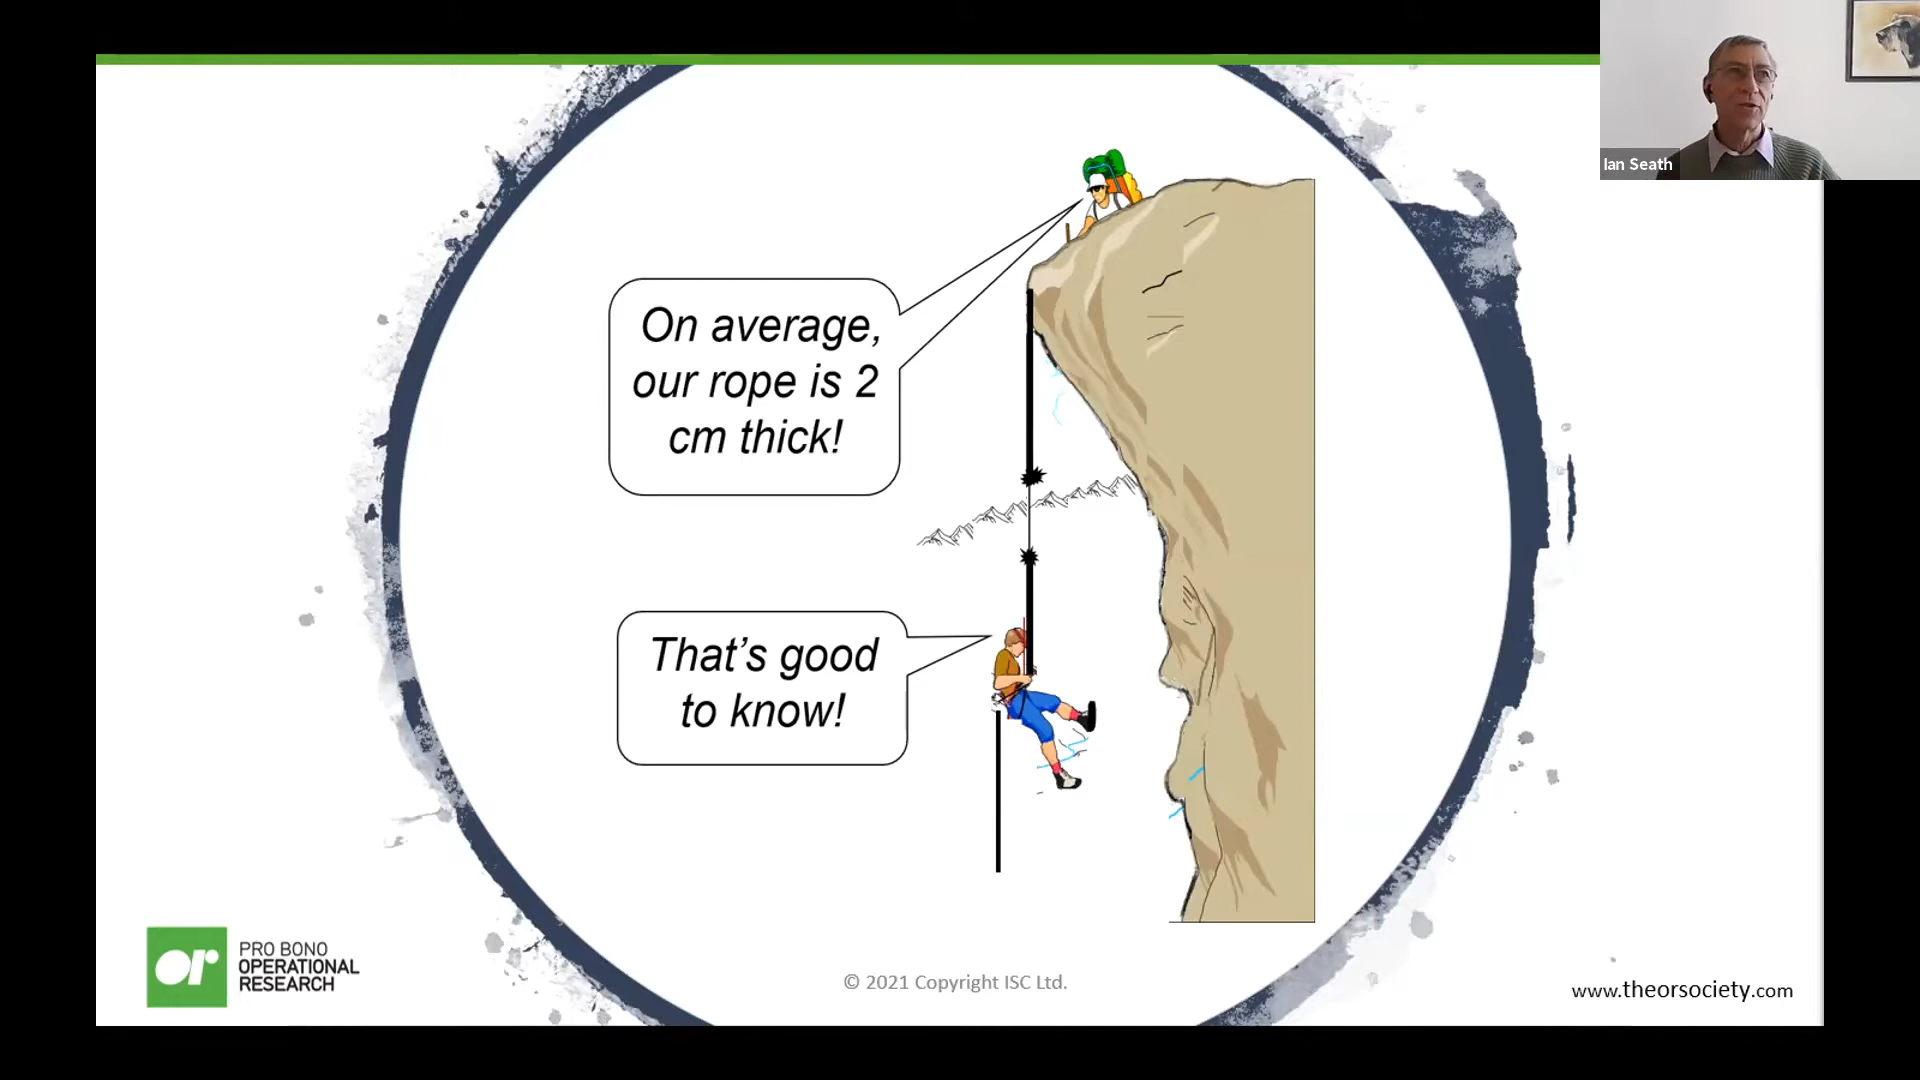 Ian Seath
On average,
our rope is 2
cm thick!
That's good
to know!
or
PRO BONO
OPERATIONAL
RESEARCH
© 2021 Copyright ISC Ltd.
www.theorsociety.com